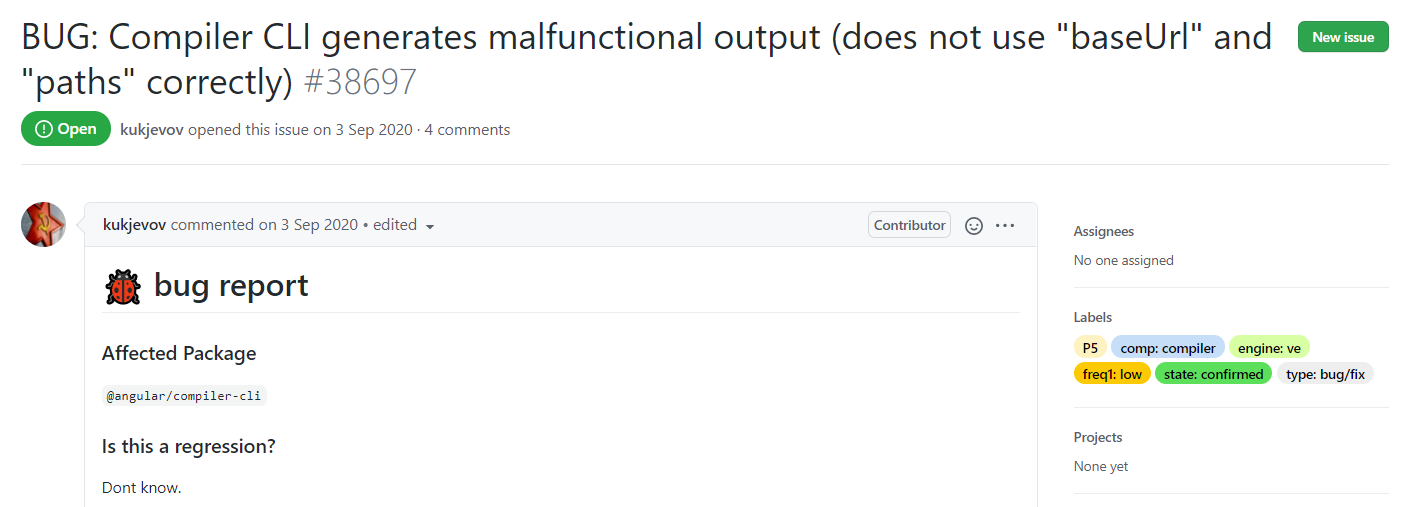 BUG: Compiler CLI generates malfunctional output (does not use "baseUrl" and
"paths" correctly) #38697
New issue
Open
kukjevov opened this issue on 3 Sep 2020 · 4 comments
kukjevov commented on 3 Sep 2020 • edited
Contributor
bug report
Affected Package
@angular/compiler-cli
Is this a regression?
Dont know.
Assignees
No one assigned
Labels
P5 comp: compiler engine: ve
freq1: low state: confirmed type: bug/fix
Projects
None yet